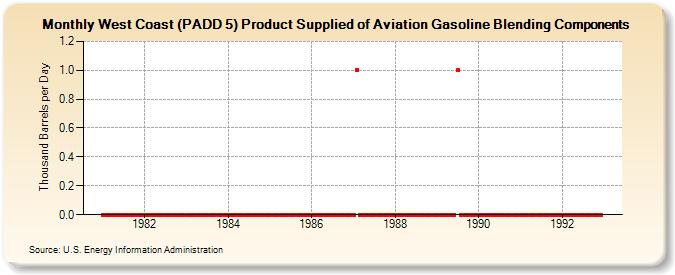 Monthly West Coast (PADD 5) Product Supplied of Aviation Gasoline Blending Components
Thousand Barrels per Day
1.2
1.0
0.8
0.6
0.4
0.2
0.0
1982 1984 1986 1988 1990 1992
Source: U.S. Energy Information Administration